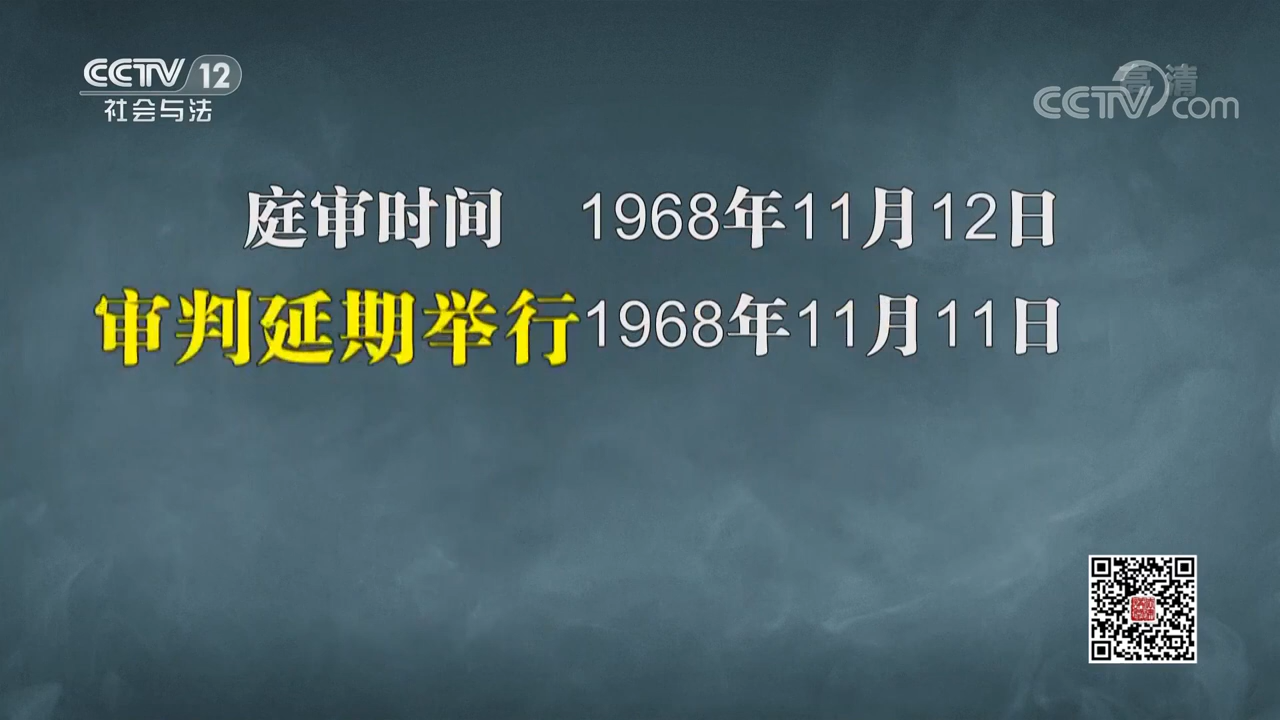 CCTV 12
社会与法
高清
CCTV.com
庭审时间 1968年11月12日
审判延期举行1968年11月11日